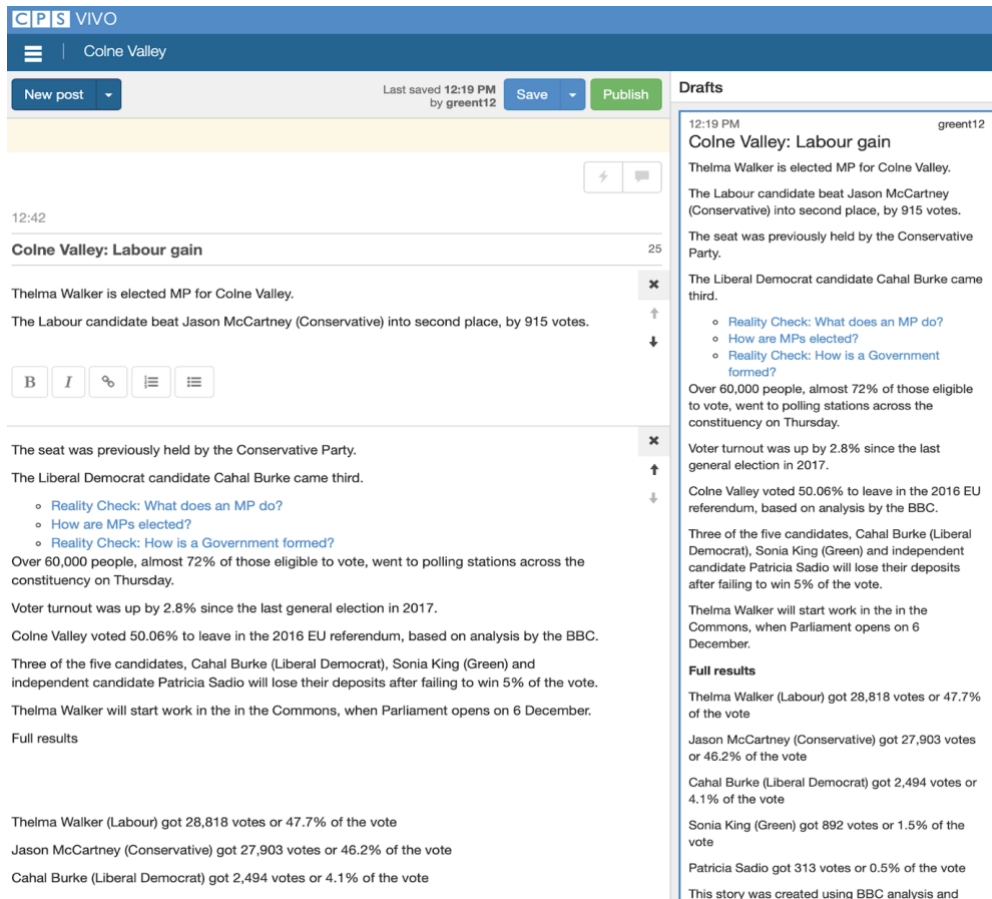 CPS VIVO
Colne Valley
New post
Last saved 12:19 PM
by greent12
Save
Publish
12:42
Colne Valley: Labour gain
25
Thelma Walker is elected MP for Colne Valley.
The Labour candidate beat Jason McCartney (Conservative) into second place, by 915 votes.
B
I
The seat was previously held by the Conservative Party.
The Liberal Democrat candidate Cahal Burke came third.
Reality Check: What does an MP do?
How are MPs elected?
Reality Check: How is a Government formed?
Over 60,000 people, almost 72% of those eligible to vote, went to polling stations across the
constituency on Thursday.
Voter turnout was up by 2.8% since the last general election in 2017.
Colne Valley voted 50.06% to leave in the 2016 EU referendum, based on analysis by the BBC.
Three of the five candidates, Cahal Burke (Liberal Democrat), Sonia King (Green) and
independent candidate Patricia Sadio will lose their deposits after failing to win 5% of the vote.
Thelma Walker will start work in the in the Commons, when Parliament opens on 6 December.
Full results
Thelma Walker (Labour) got 28,818 votes or 47.7% of the vote
Jason McCartney (Conservative) got 27,903 votes or 46.2% of the vote
Cahal Burke (Liberal Democrat) got 2,494 votes or 4.1% of the vote
Drafts
12:19 PM
greent12
Colne Valley: Labour gain
Thelma Walker is elected MP for Colne Valley.
The Labour candidate beat Jason McCartney
(Conservative) into second place, by 915 votes.
The seat was previously held by the Conservative
Party.
The Liberal Democrat candidate Cahal Burke came
third.
Reality Check: What does an MP do?
How are MPs elected?
Reality Check: How is a Government
formed?
Over 60,000 people, almost 72% of those eligible
to vote, went to polling stations across the
constituency on Thursday.
Voter turnout was up by 2.8% since the last
general election in 2017.
Colne Valley voted 50.06% to leave in the 2016 EU
referendum, based on analysis by the BBC.
Three of the five candidates, Cahal Burke (Liberal
Democrat), Sonia King (Green) and independent
candidate Patricia Sadio will lose their deposits
after failing to win 5% of the vote.
Thelma Walker will start work in the in the
Commons, when Parliament opens on 6
December.
Full results
Thelma Walker (Labour) got 28,818 votes or 47.7%
of the vote
Jason McCartney (Conservative) got 27,903 votes
or 46.2% of the vote
Cahal Burke (Liberal Democrat) got 2,494 votes or
4.1% of the vote
Sonia King (Green) got 892 votes or 1.5% of the
vote
Patricia Sadio got 313 votes or 0.5% of the vote
This story was created using BBC analysis and